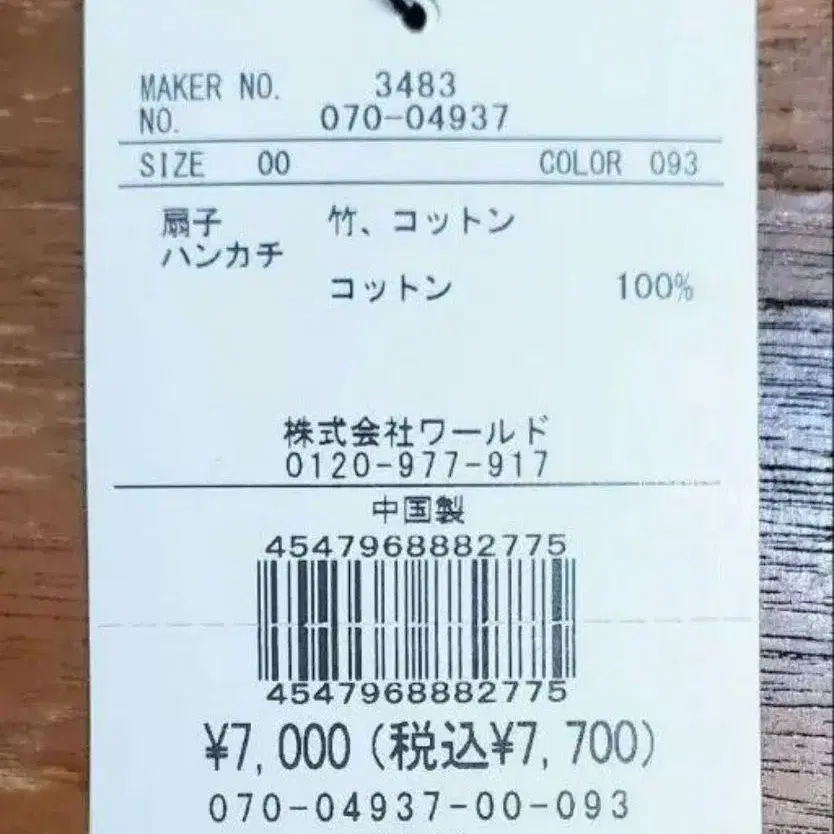 MAKER NO. 3483
NO. 070-04937
SIZE 00 COLOR 093
扇子 竹、コットン
ハンカチ
コットン 100%
株式会社ワールド
0120-977-917
中国製
4547968882775
4547968882775
¥7,000(税込¥7,700)
070-04937-00-093